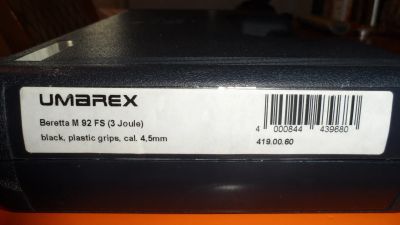 UMAREX
Beretta M 92 FS (3 Joule)
black, plastic grips, cal. 4,5mm
4 000844 439680
419.00.60